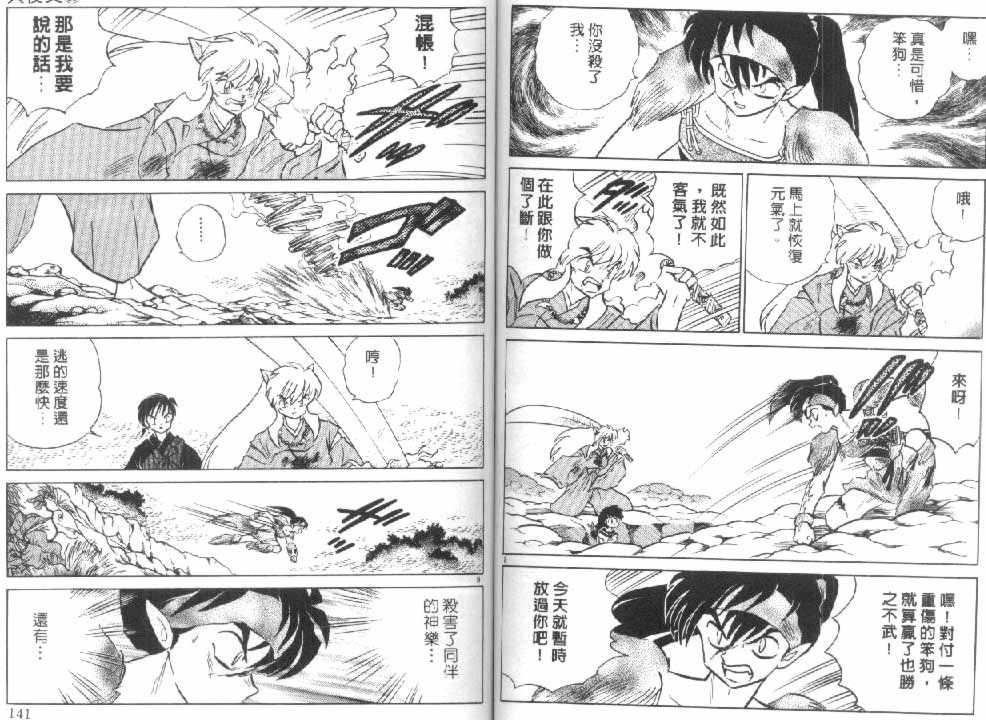 嘿…
真是可惜，
笨狗…
你沒殺了
我…
哦！
馬上就恢復
元氣了。
既然如此
，我就不
客氣了！
在此跟你做
個了斷！
來呀！
嘿！對付一條
重傷的笨狗，
就算贏了也勝
之不武！
今天就暫時
放過你吧！
混帳！
那是我要
說的話…
……
哼！
逃的速度還
是那麼快…
殺害了同伴
的神樂…
還有…
141